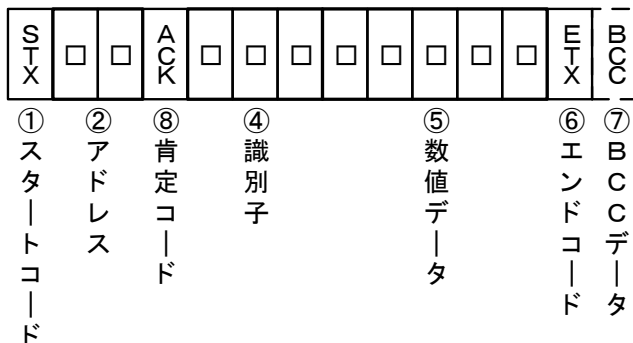 STX □ □ ACK □ □ □ □ □ □ □ □ ETX BCC
① ② ⑧ ④ ⑤ ⑥ ⑦
スタートコード
アドレス
肯定コード
識別子
数値データ
エンドコード
BCCデータ